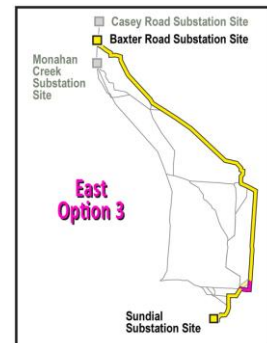 Casey Road Substation Site
Baxter Road Substation Site
Monahan
Creek
Substation
Site
East
Option 3
Sundial
Substation Site